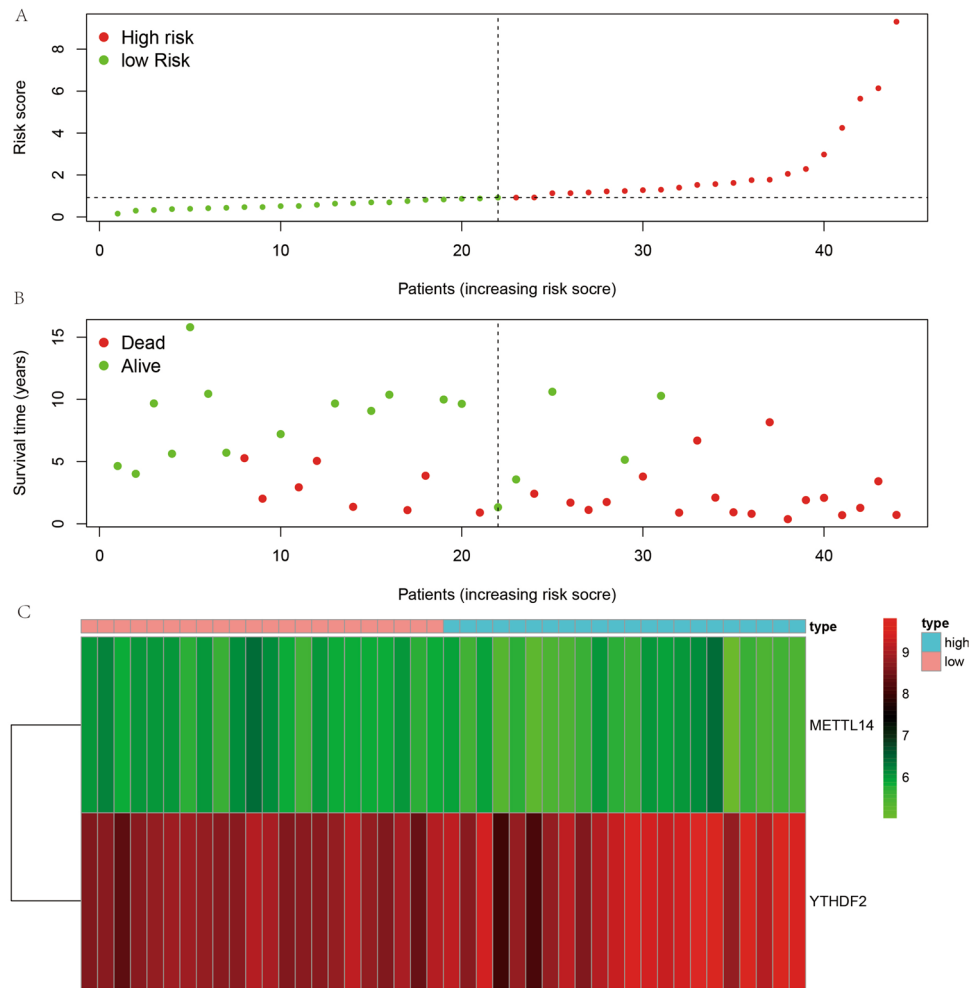 A
High risk
low Risk
Risk score
0
2
4
6
8
0
10
20
30
40
Patients (increasing risk socre)
B
Dead
Alive
Survival time (years)
0
5
10
15
0
10
20
30
40
Patients (increasing risk socre)
C
type
type
high
low
9
8
7
6
METTL14
YTHDF2